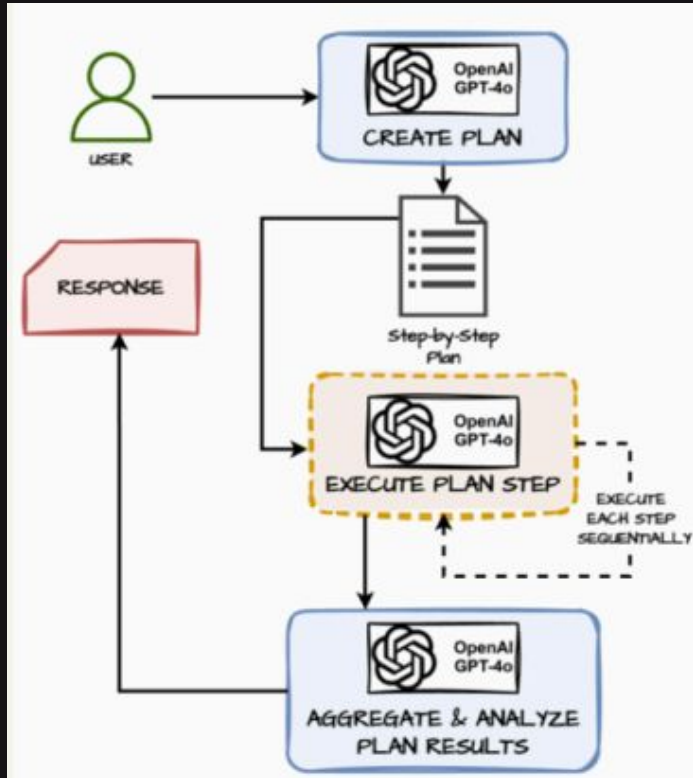 OpenAI
GPT-4o
CREATE PLAN
USER
RESPONSE
Step-by-Step
Plan
OpenAI
GPT-4o
EXECUTE PLAN STEP
EXECUTE
EACH STEP
SEQUENTIALLY
OpenAI
GPT-4o
AGGREGATE & ANALYZE
PLAN RESULTS